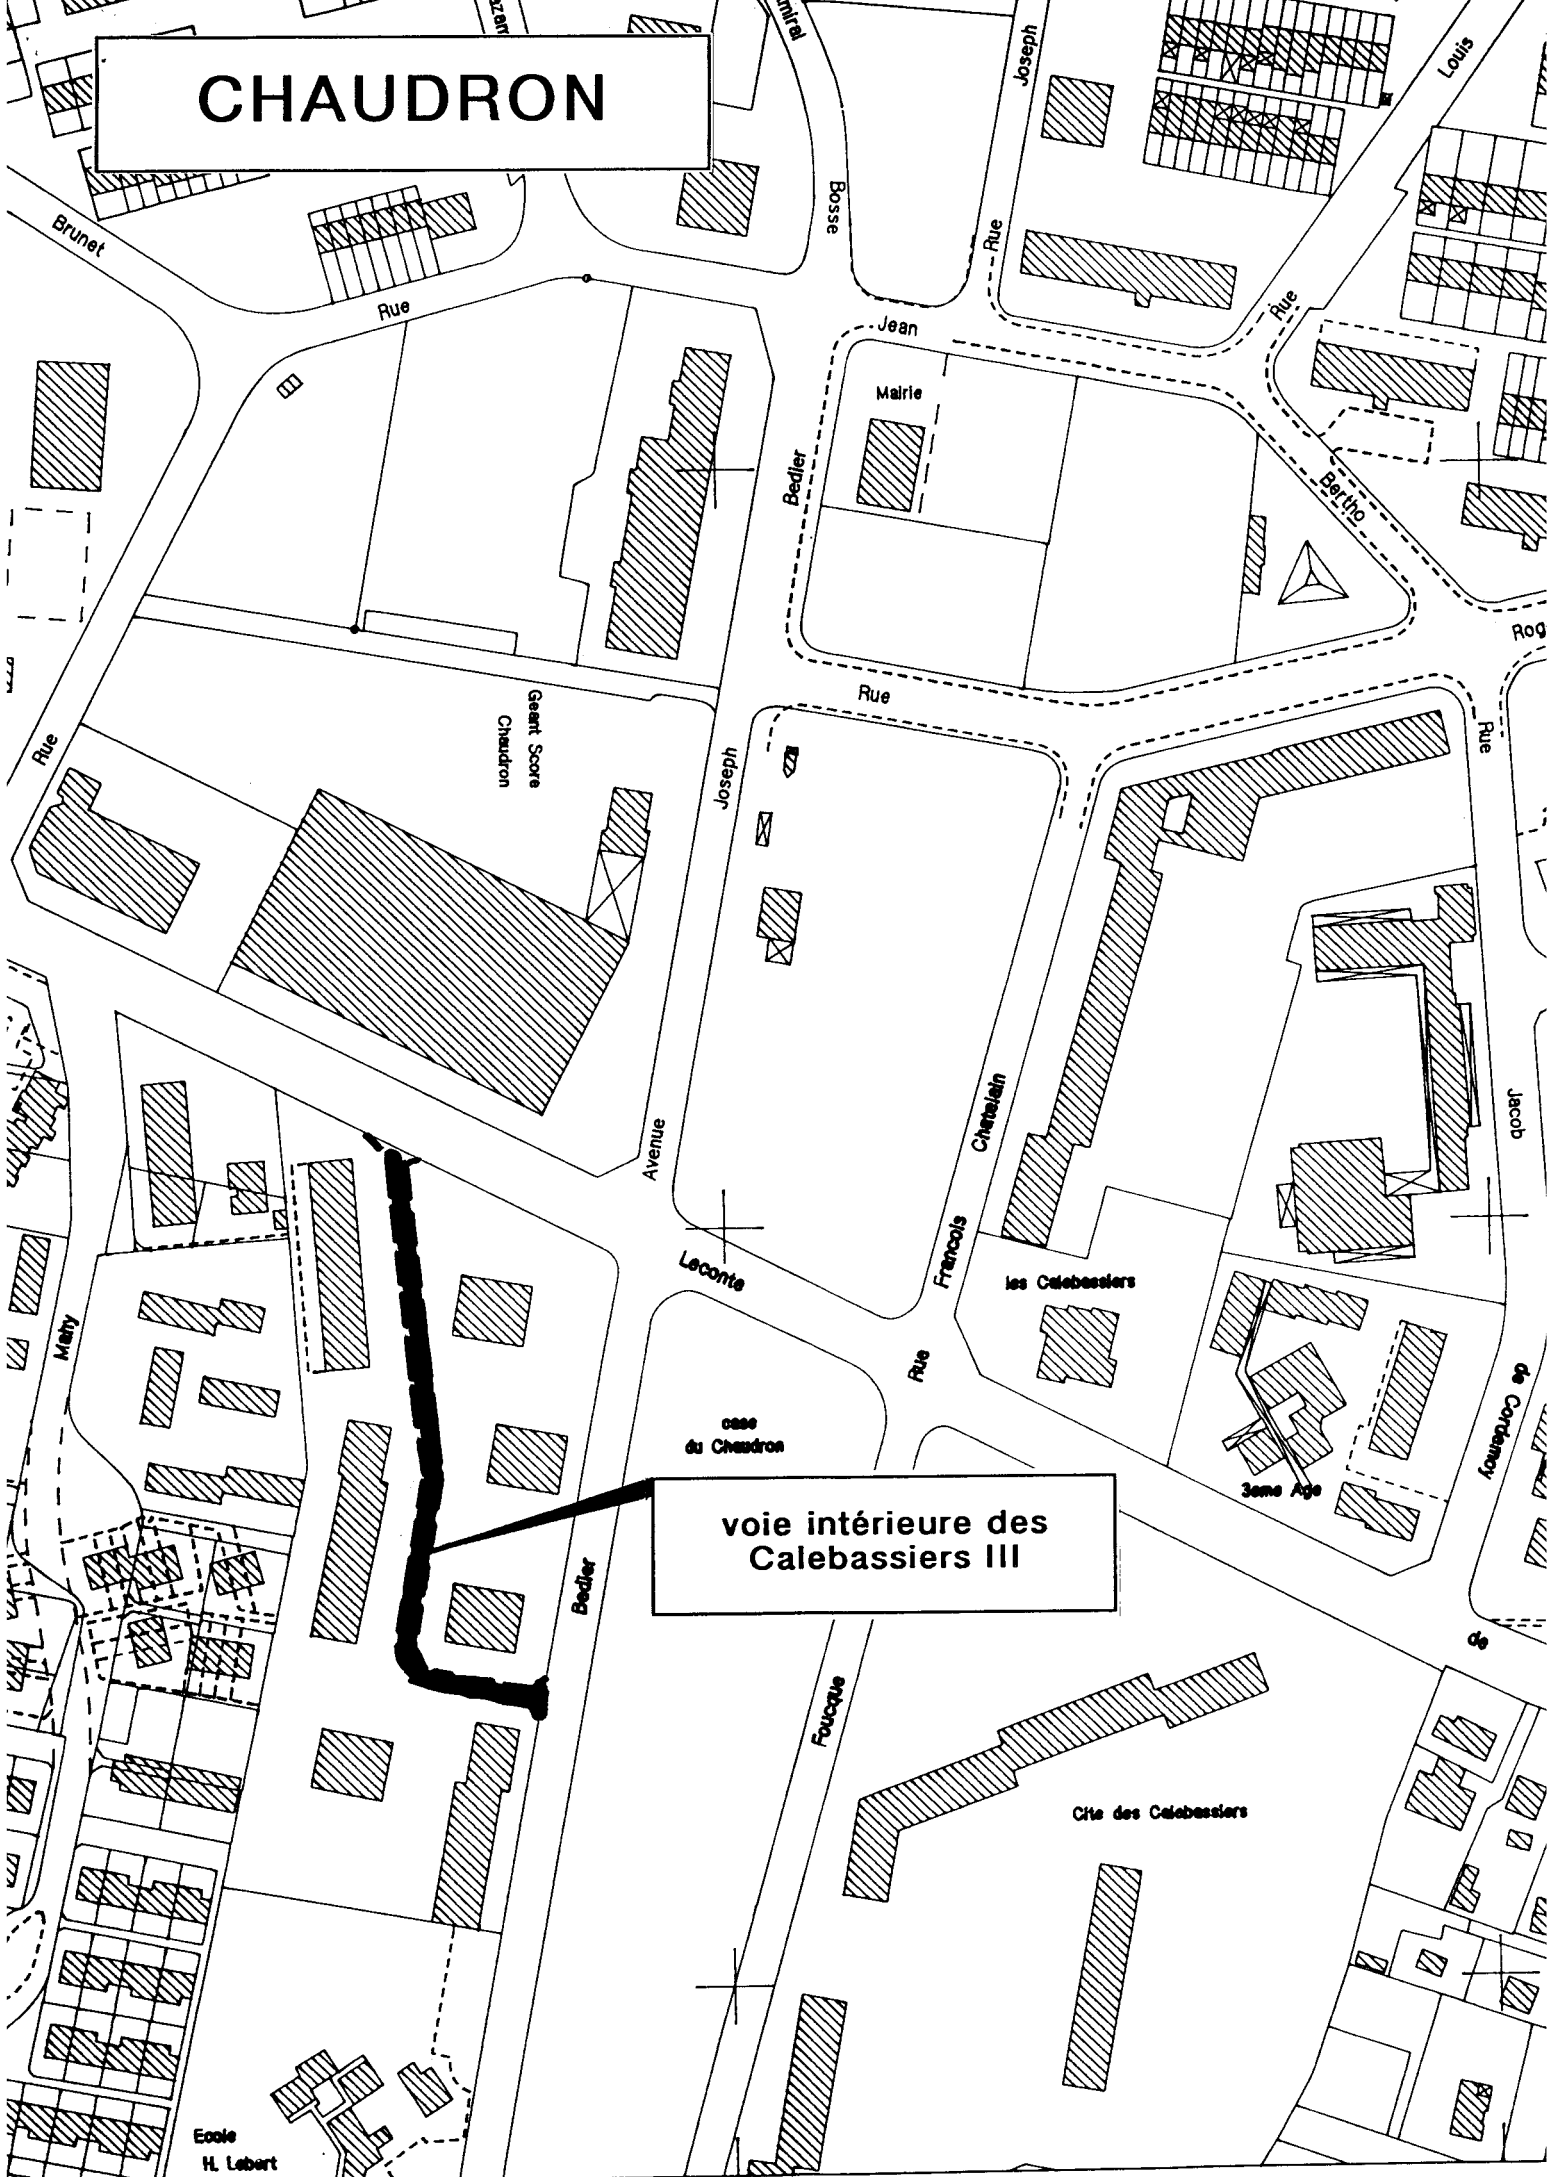 CHAUDRON
Joseph
Louis
Bosse
Brunet
Rue
Rue
Rue
Jean
Mairie
Bedier
Bertho
Rue
Rue
Rue
Geant Score
Chaudron
Joseph
Avenue
Chatelain
Francois
Jacob
Leconte
les Calebassiers
Mahy
Rue
case
du Chaudron
de Cordemoy
3eme Age
voie intérieure des
Calebassiers III
Bedier
de
Foucque
Cite des Calebassiers
Ecole
H. Lebert